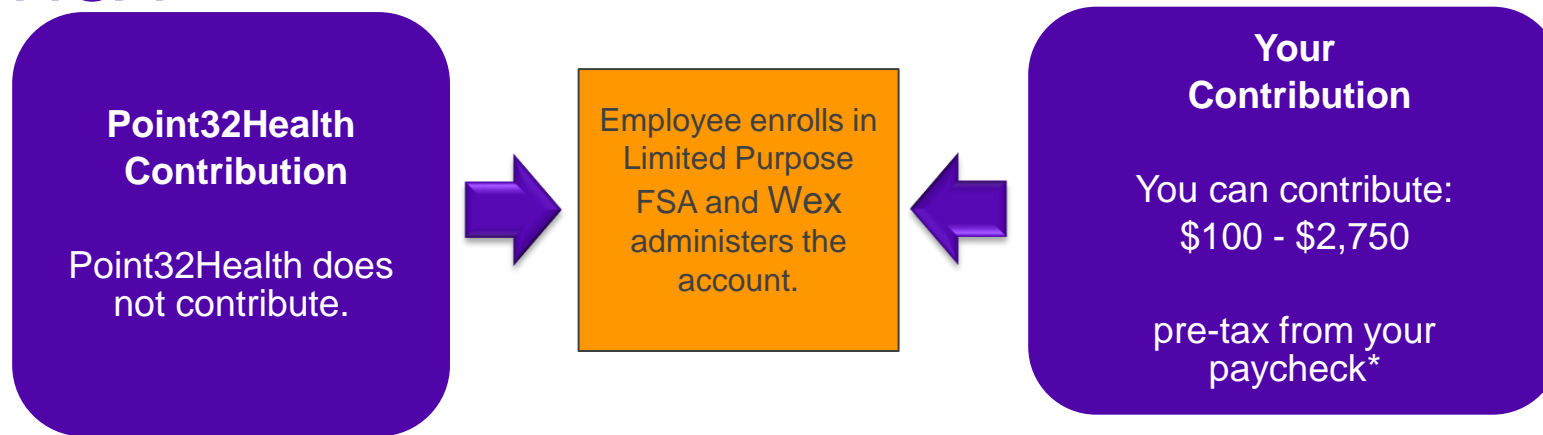 Point32Health
Contribution
Point32Health does
not contribute.
Employee enrolls in
Limited Purpose
FSA and Wex
administers the
account.
Your
Contribution
You can contribute:
$100 - $2,750
pre-tax from your
paycheck*